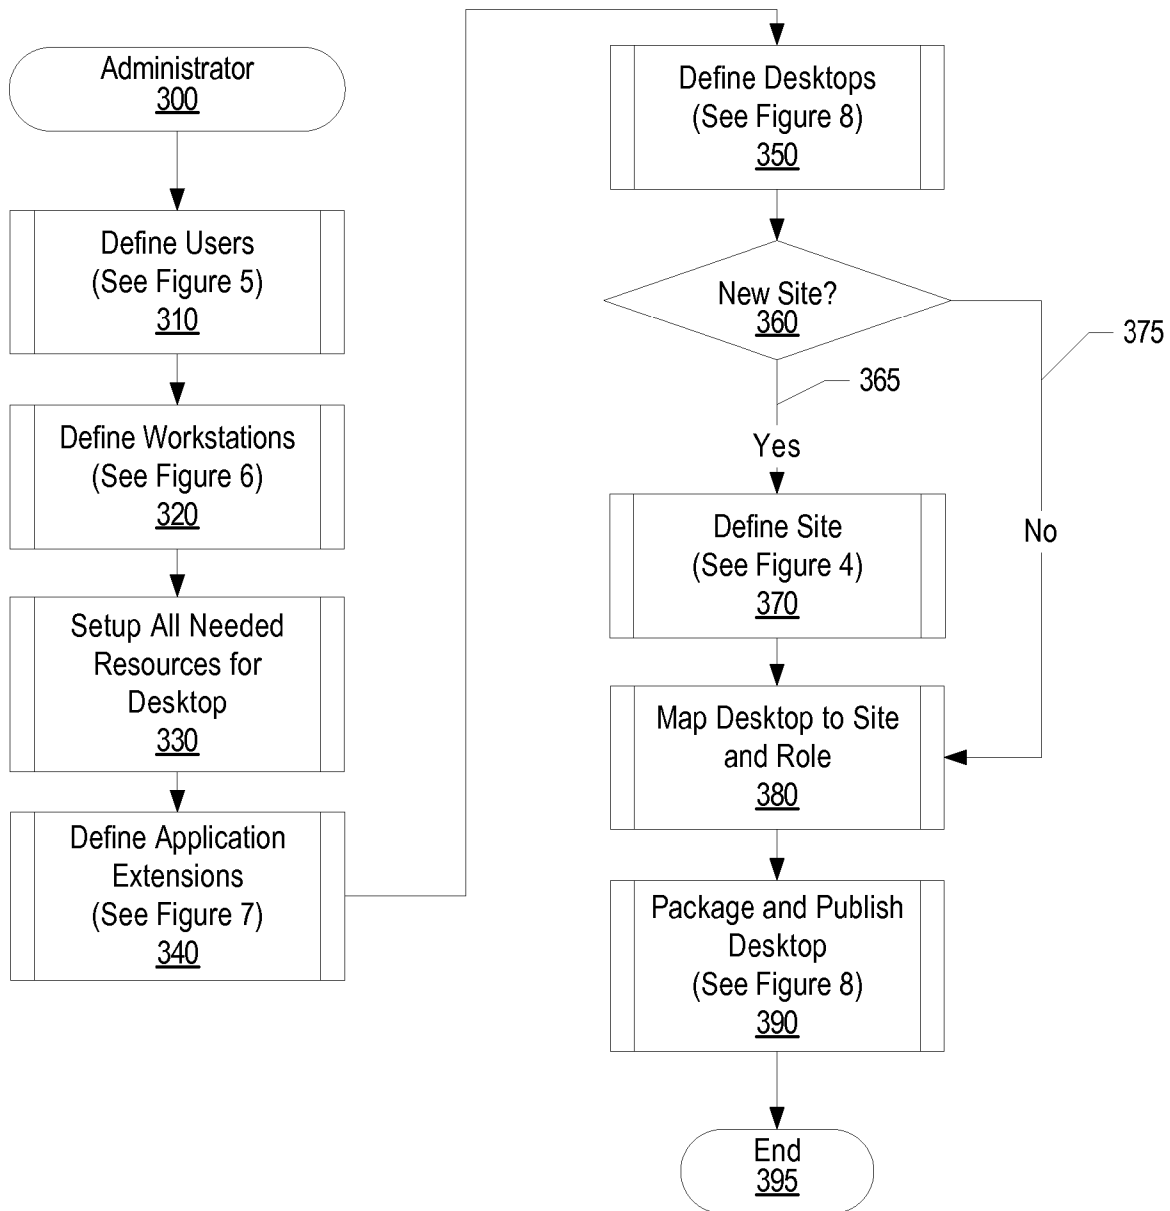 Administrator
300
Define Users
(See Figure 5)
310
Define Workstations
(See Figure 6)
320
Setup All Needed
Resources for
Desktop
330
Define Application
Extensions
(See Figure 7)
340
Define Desktops
(See Figure 8)
350
New Site?
360
375
365
Yes
No
Define Site
(See Figure 4)
370
Map Desktop to Site
and Role
380
Package and Publish
Desktop
(See Figure 8)
390
End
395